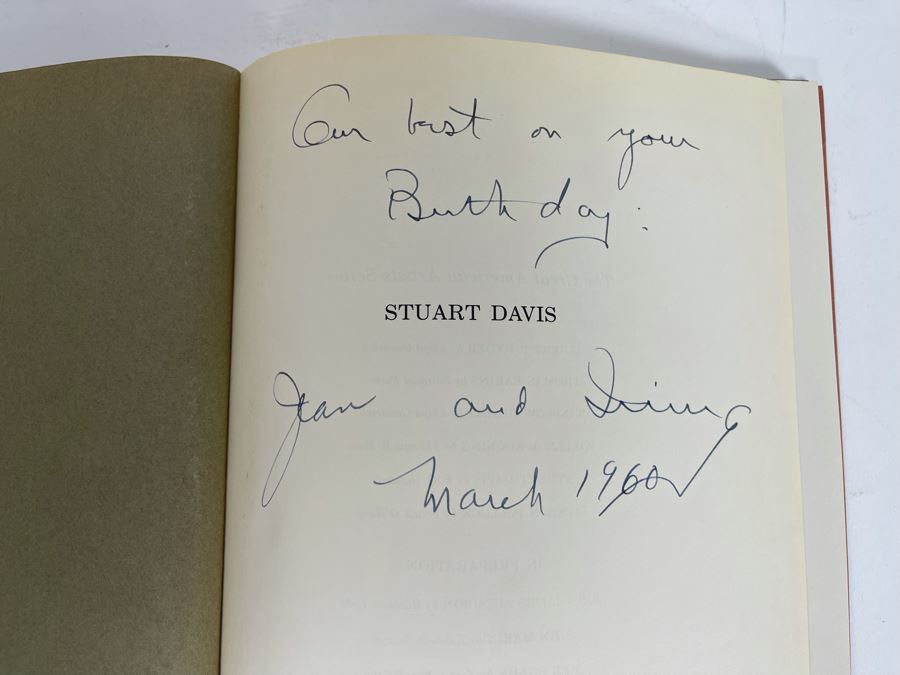 Our best on your
Birthday:
STUART DAVIS
Jean and Irving
March 1960